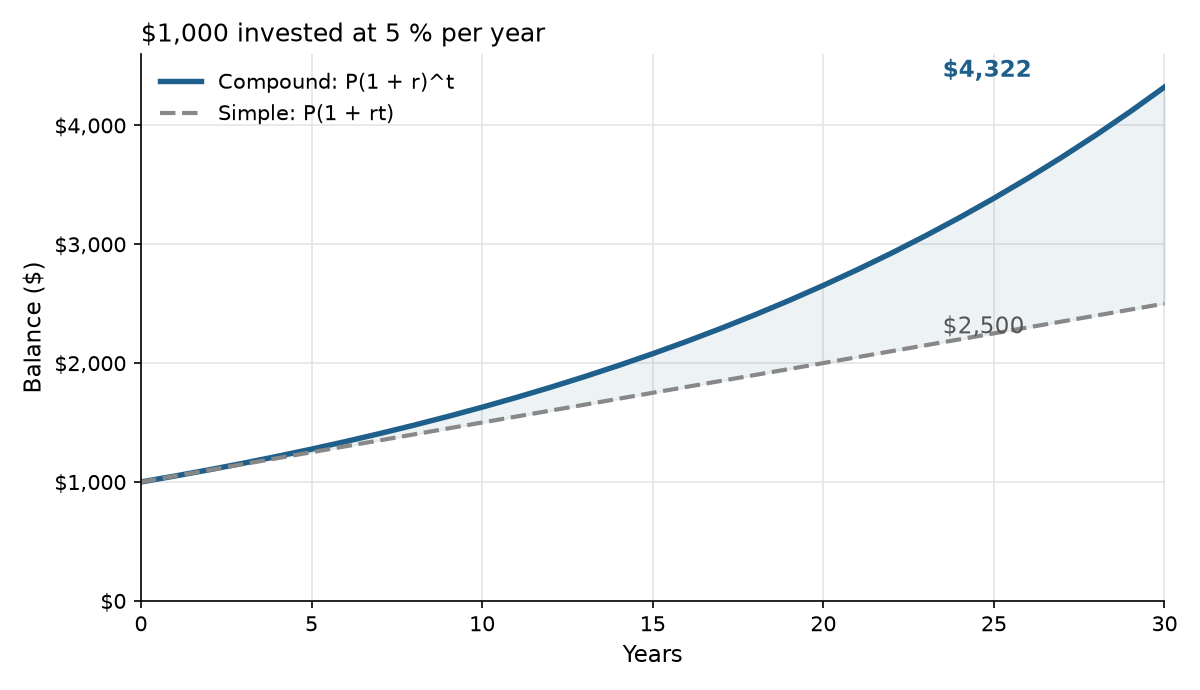 $1,000 invested at 5 % per year
Compound: P(1 + r)^t
Simple: P(1 + rt)
$4,322
$2,500
Balance ($)
$4,000
$3,000
$2,000
$1,000
$0
0 5 10 15 20 25 30
Years